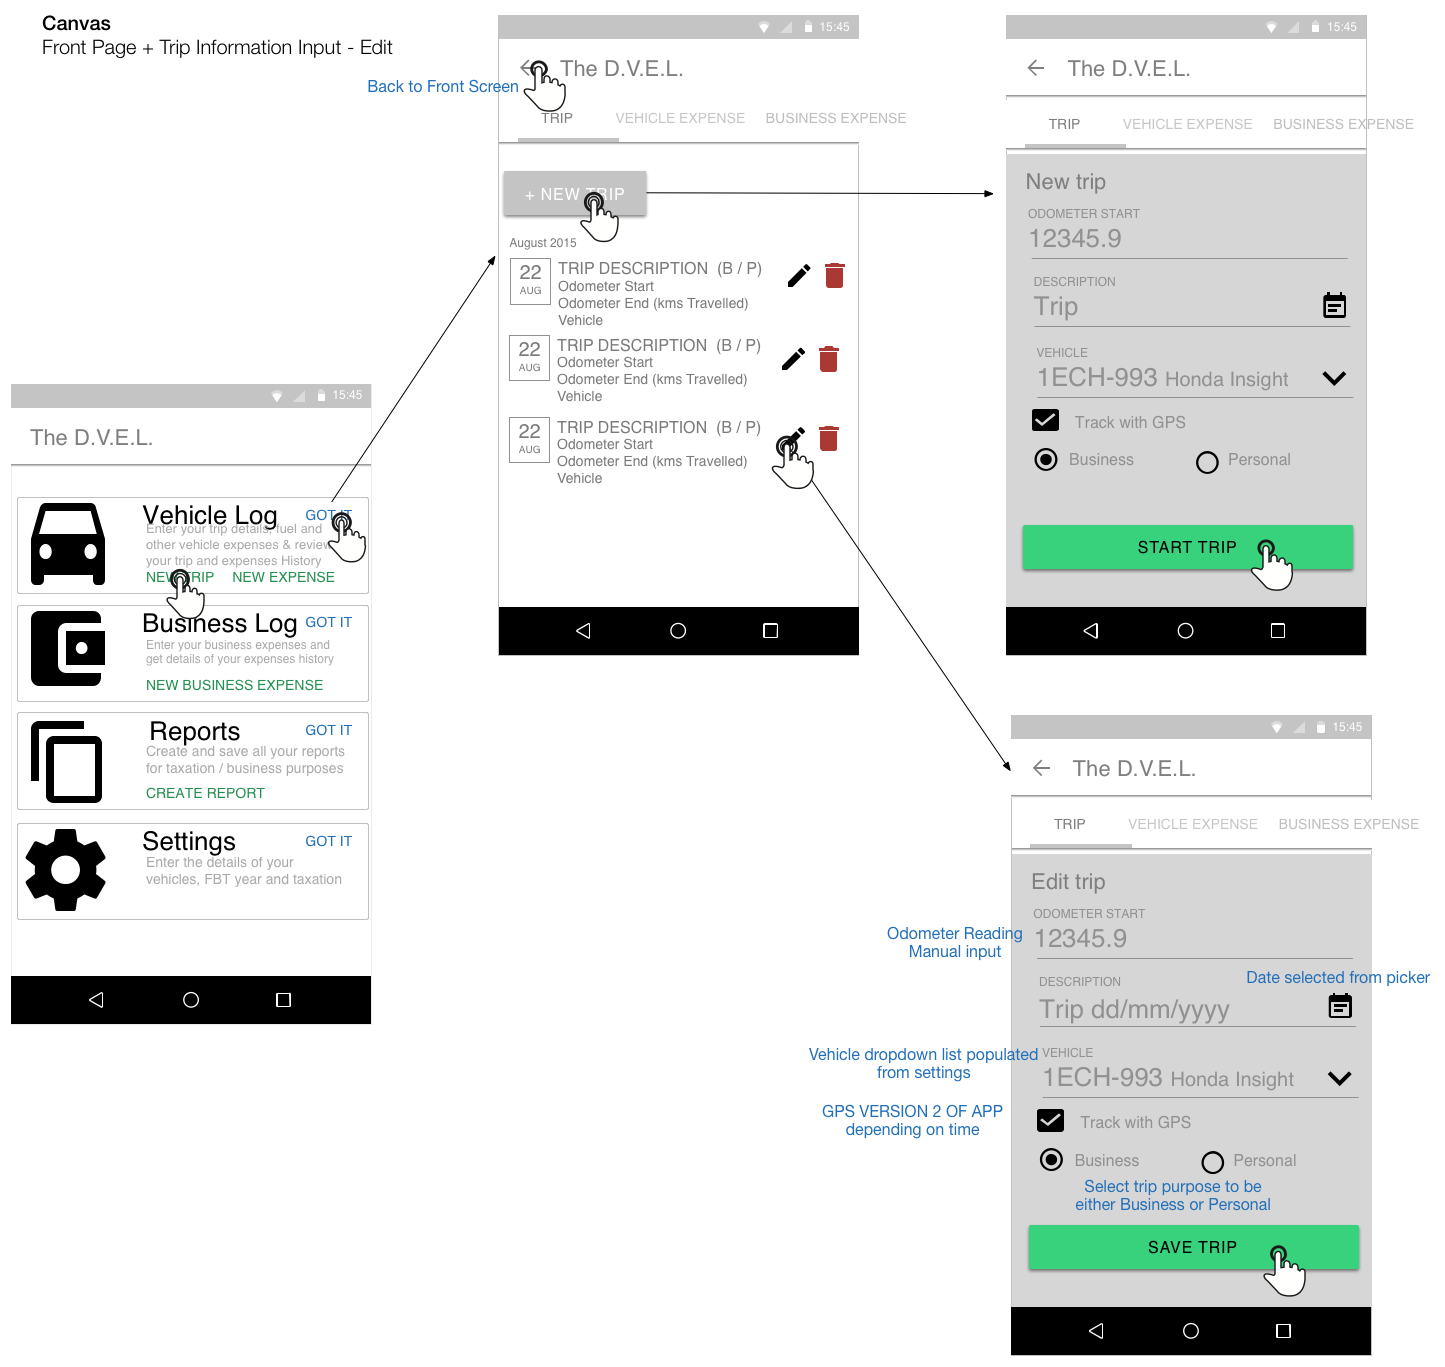 Canvas
Front Page + Trip Information Input - Edit
15:45
The D.V.E.L.
Vehicle Log
GOT IT
Enter your trip details, fuel and
other vehicle expenses & review
your trip and expenses History
NEW TRIP
NEW EXPENSE
Business Log
GOT IT
Enter your business expenses and
get details of your expenses history
NEW BUSINESS EXPENSE
Reports
GOT IT
Create and save all your reports
for taxation / business purposes
CREATE REPORT
Settings
GOT IT
Enter the details of your
vehicles, FBT year and taxation
15:45
Back to Front Screen
The D.V.E.L.
TRIP
VEHICLE EXPENSE
BUSINESS EXPENSE
+ NEW TRIP
August 2015
22
AUG
TRIP DESCRIPTION (B / P)
Odometer Start
Odometer End (kms Travelled)
Vehicle
22
AUG
TRIP DESCRIPTION (B / P)
Odometer Start
Odometer End (kms Travelled)
Vehicle
22
AUG
TRIP DESCRIPTION (B / P)
Odometer Start
Odometer End (kms Travelled)
Vehicle
15:45
The D.V.E.L.
TRIP
VEHICLE EXPENSE
BUSINESS EXPENSE
New trip
ODOMETER START
12345.9
DESCRIPTION
Trip
VEHICLE
1ECH-993 Honda Insight
Track with GPS
Business
Personal
START TRIP
15:45
The D.V.E.L.
TRIP
VEHICLE EXPENSE
BUSINESS EXPENSE
Edit trip
ODOMETER START
12345.9
Odometer Reading
Manual input
DESCRIPTION
Date selected from picker
Trip dd/mm/yyyy
Vehicle dropdown list populated
from settings
VEHICLE
1ECH-993 Honda Insight
GPS VERSION 2 OF APP
depending on time
Track with GPS
Business
Personal
Select trip purpose to be
either Business or Personal
SAVE TRIP